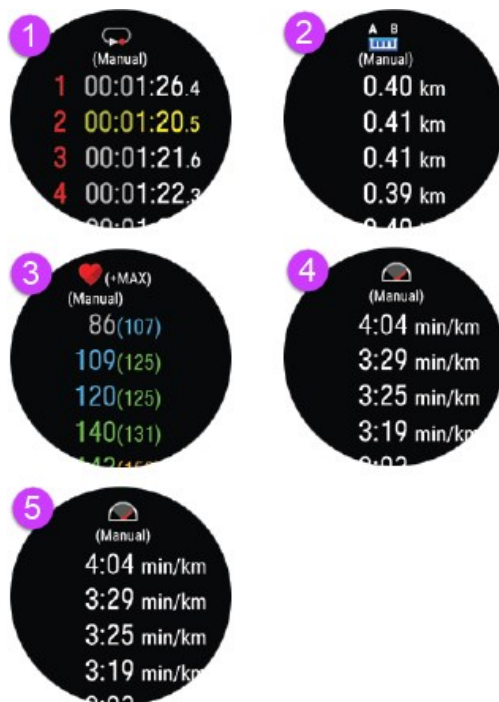 1
(Manual)
1 00:01:26.4
2 00:01:20.5
3 00:01:21.6
4 00:01:22.3
2
A B
(Manual)
0.40 km
0.41 km
0.41 km
0.39 km
3
(+MAX)
(Manual)
86(107)
109(125)
120(125)
140(131)
4
(Manual)
4:04 min/km
3:29 min/km
3:25 min/km
3:19 min/km
5
(Manual)
4:04 min/km
3:29 min/km
3:25 min/km
3:19 min/km